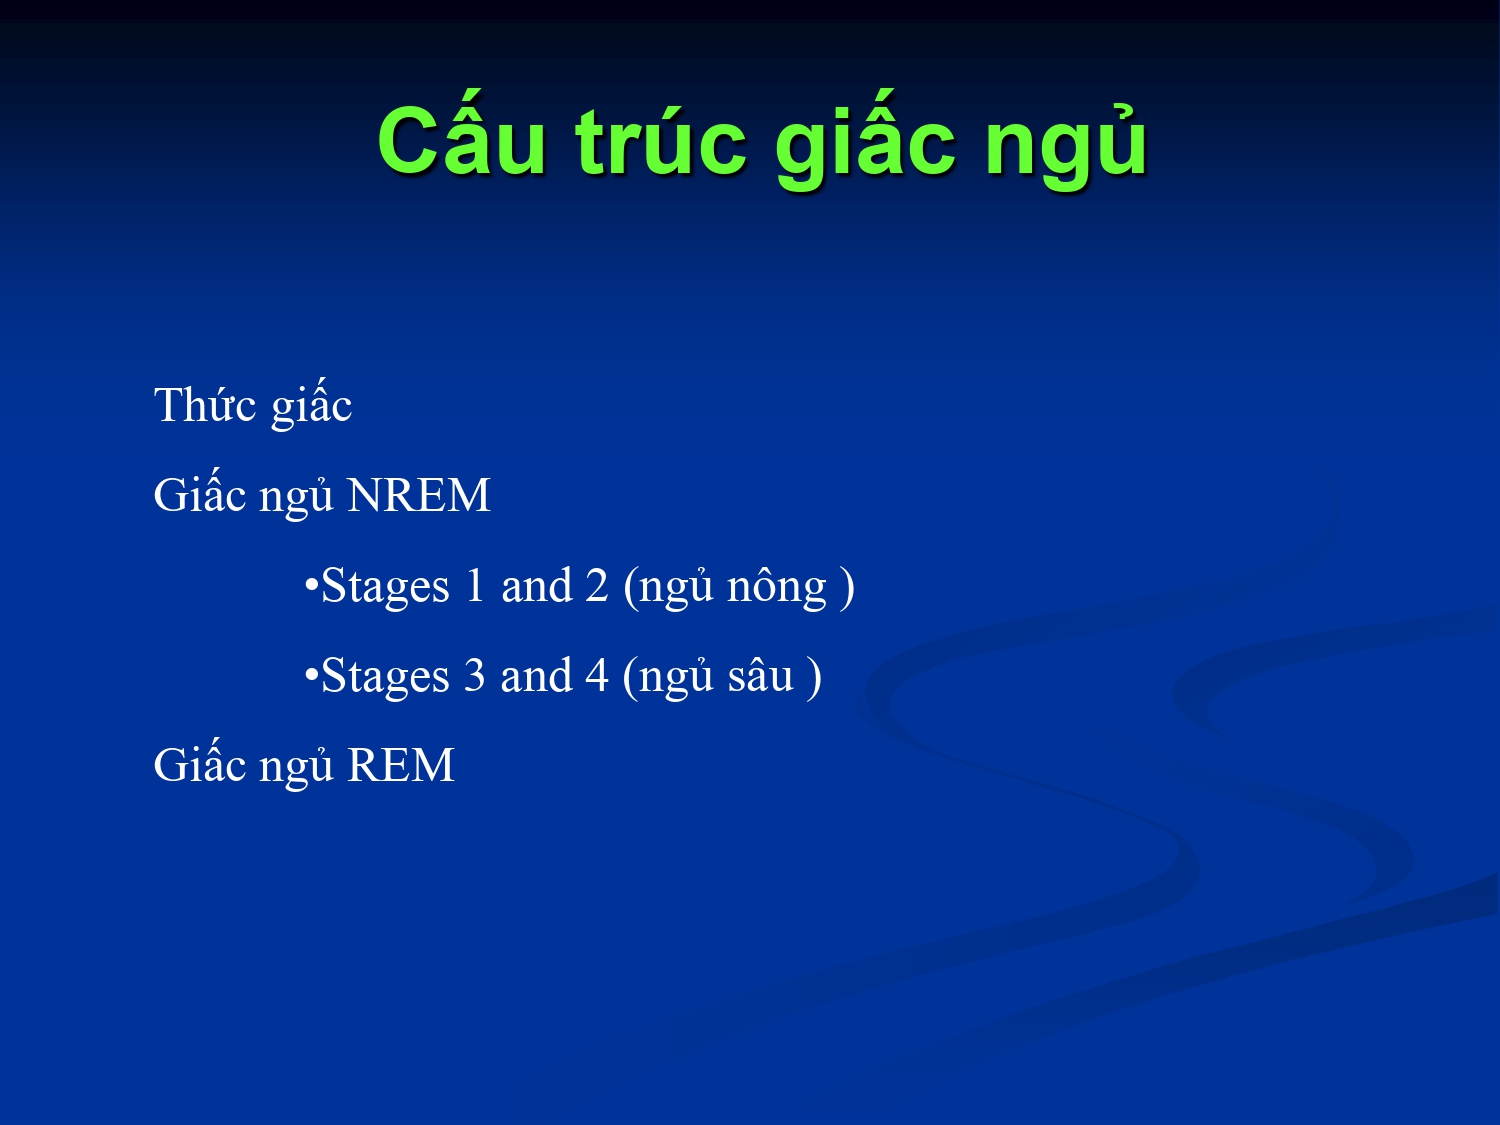 Cấu trúc giấc ngủ
Thức giấc
Giấc ngủ NREM
•Stages 1 and 2 (ngủ nông )
•Stages 3 and 4 (ngủ sâu )
Giấc ngủ REM